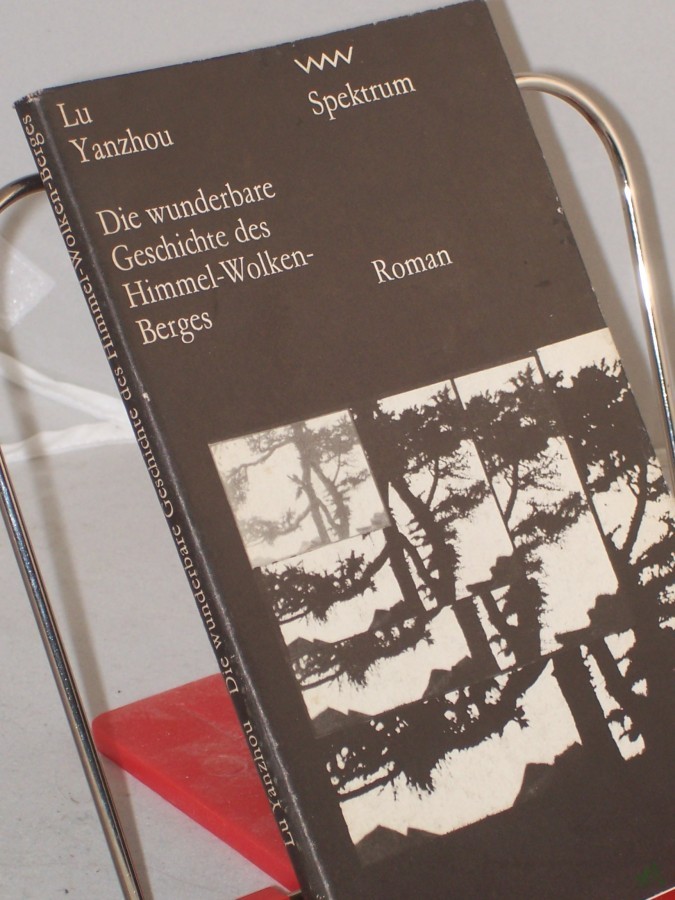 Lu
Yanzhou
Spektrum
Die wunderbare
Geschichte des
Himmel-Wolken-
Berges
Roman
Lu Yanzhou Die wunderbare Geschichte des Himmel-Wolken-Berges